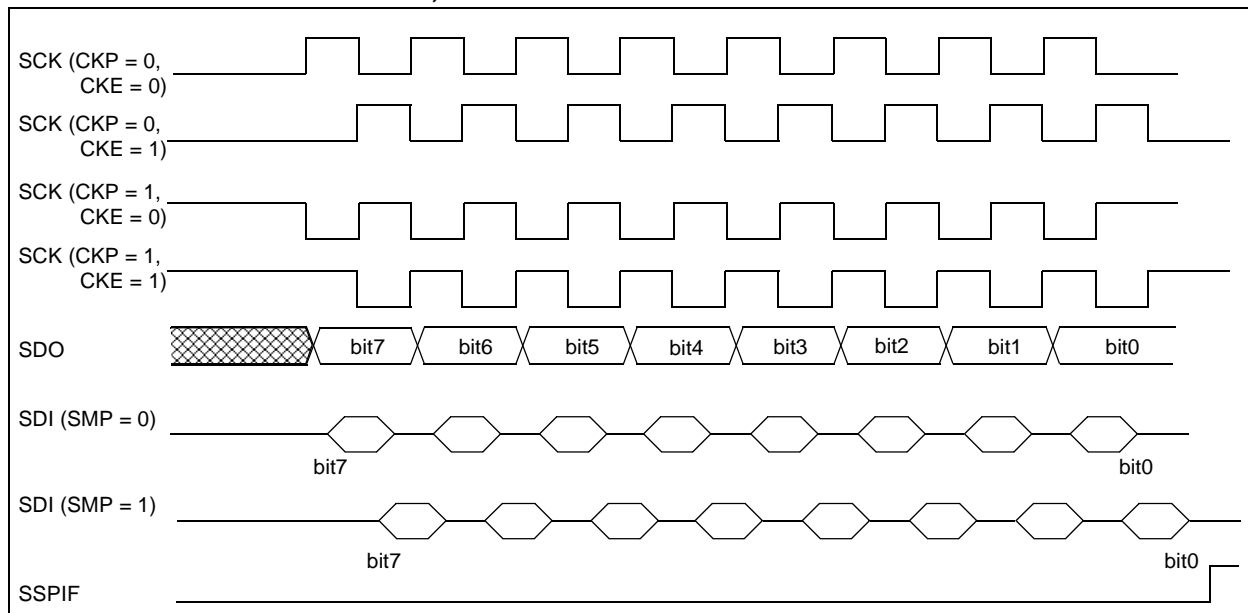 SCK (CKP = 0,
CKE = 0)
SCK (CKP = 0,
CKE = 1)
SCK (CKP = 1,
CKE = 0)
SCK (CKP = 1,
CKE = 1)
SDO bit7 bit6 bit5 bit4 bit3 bit2 bit1 bit0
SDI (SMP = 0)
bit7 bit0
SDI (SMP = 1)
bit7 bit0
SSPIF